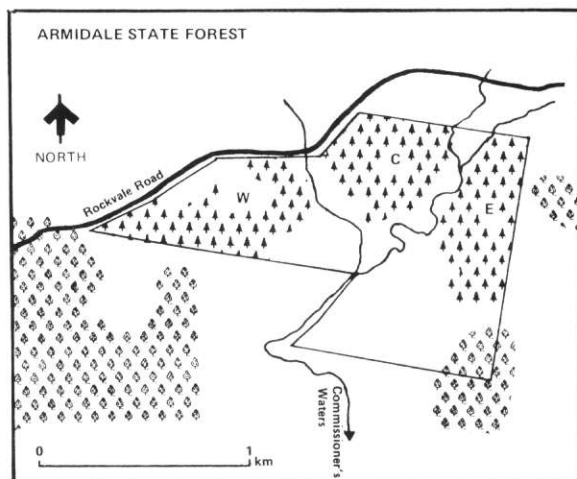 ARMIDALE STATE FOREST
NORTH
Rockvale Road
W
C
E
Commissioner's
Waters
0 1
km